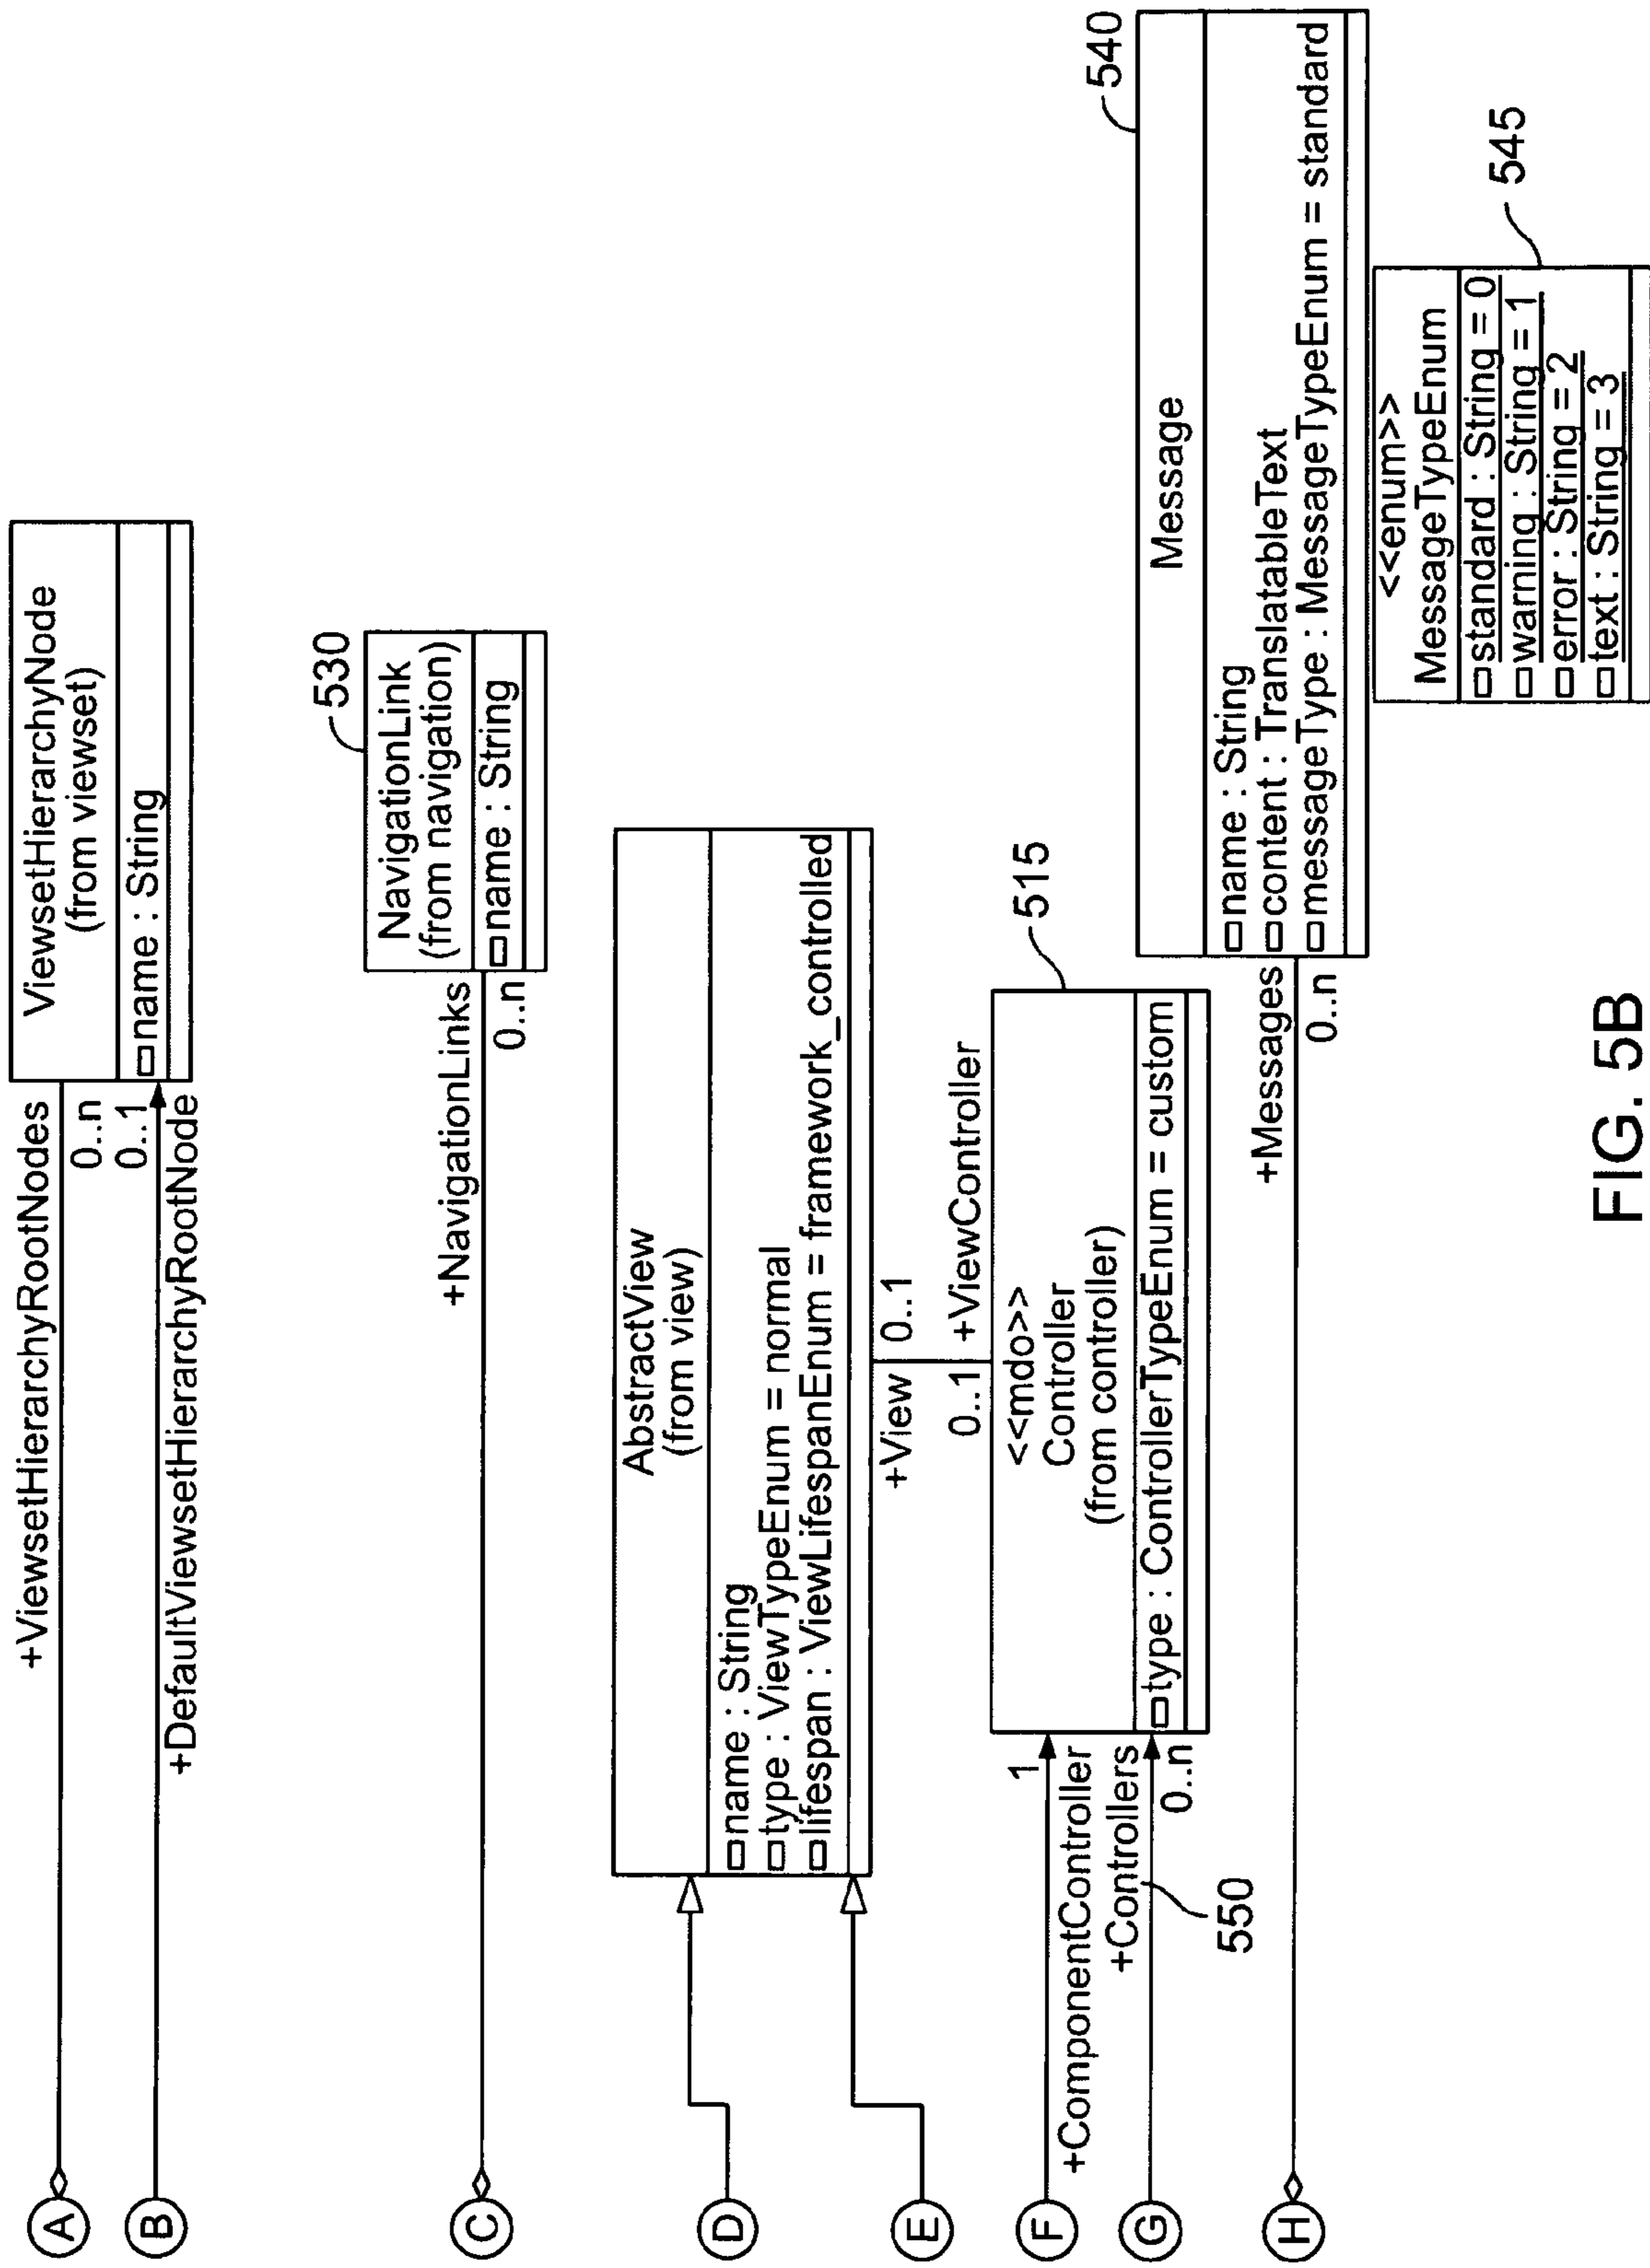 +ViewsetHierarchyRootNodes
0..n
0..1
+DefaultViewsetHierarchyRootNode
ViewsetHierarchyNode
(from viewset)
name : String
A
B
530
+NavigationLinks
0..n
NavigationLink
(from navigation)
name : String
C
AbstractView
(from view)
name : String
type : ViewTypeEnum = normal
lifespan : ViewLifespanEnum = framework_controlled
D
E
+View 0..1
0..1 +ViewController
515
<<mdo>>
Controller
(from controller)
type : ControllerTypeEnum = custom
1
+ComponentController
+Controllers
0..n
550
F
G
540
+Messages
0..n
Message
name : String
content : TranslatableText
messageType : MessageTypeEnum = standard
H
<<enum>>
MessageTypeEnum
standard : String = 0
warning : String = 1
error : String = 2
text : String = 3
545
FIG. 5B